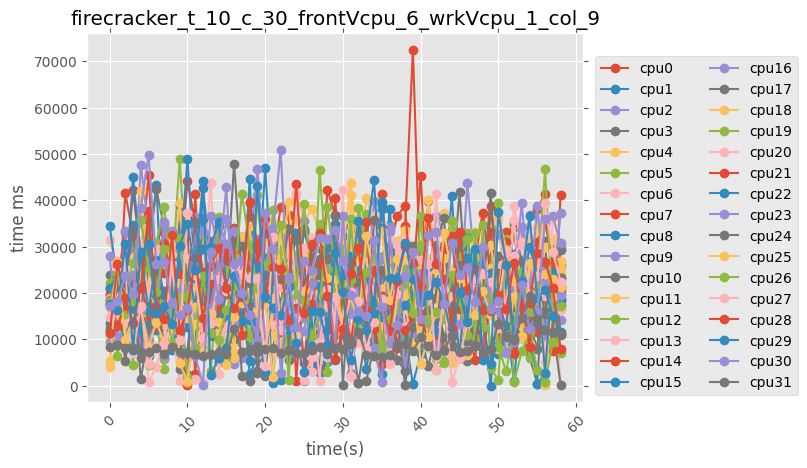 firecracker_t_10_c_30_frontVcpu_6_wrkVcpu_1_col_9
time ms
70000
60000
50000
40000
30000
20000
10000
0
0
10
20
30
40
50
60
time(s)
cpu0
cpu1
cpu2
cpu3
cpu4
cpu5
cpu6
cpu7
cpu8
cpu9
cpu10
cpu11
cpu12
cpu13
cpu14
cpu15
cpu16
cpu17
cpu18
cpu19
cpu20
cpu21
cpu22
cpu23
cpu24
cpu25
cpu26
cpu27
cpu28
cpu29
cpu30
cpu31